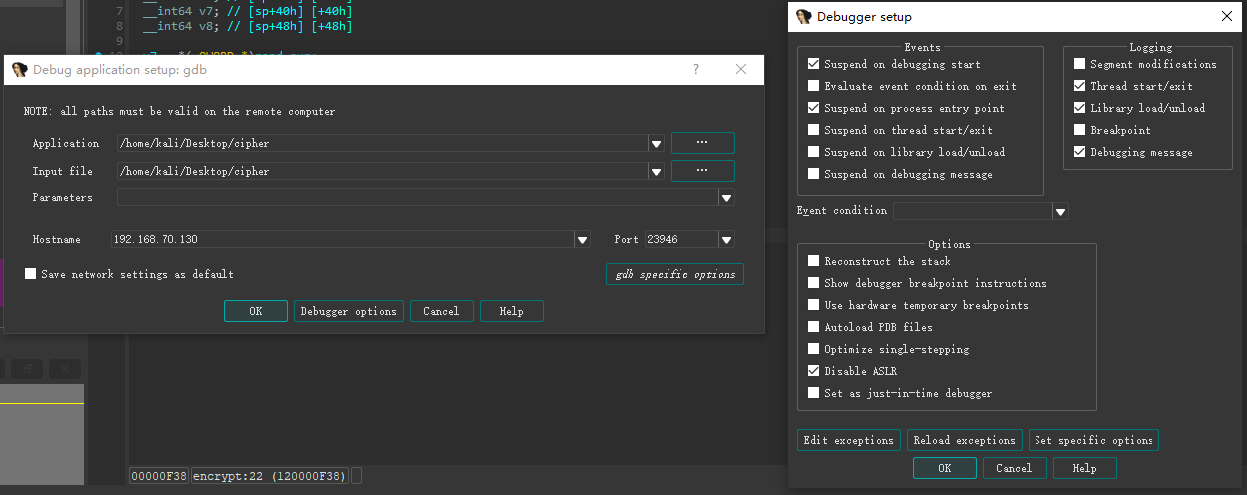 7 __int64 v7; // [sp+40h] [+40h]
8 __int64 v8; // [sp+48h] [+48h]
9
Debug application setup: gdb
NOTE: all paths must be valid on the remote computer
Application /home/kali/Desktop/cipher ...
Input file /home/kali/Desktop/cipher ...
Parameters
Hostname 192.168.70.130 Port 23946
Save network settings as default gdb specific options
OK Debugger options Cancel Help
00000F38 encrypt:22 (120000F38)
Debugger setup
Events
Suspend on debugging start
Evaluate event condition on exit
Suspend on process entry point
Suspend on thread start/exit
Suspend on library load/unload
Suspend on debugging message
Logging
Segment modifications
Thread start/exit
Library load/unload
Breakpoint
Debugging message
Event condition
Options
Reconstruct the stack
Show debugger breakpoint instructions
Use hardware temporary breakpoints
Autoload PDB files
Optimize single-stepping
Disable ASLR
Set as just-in-time debugger
Edit exceptions Reload exceptions Set specific options
OK Cancel Help